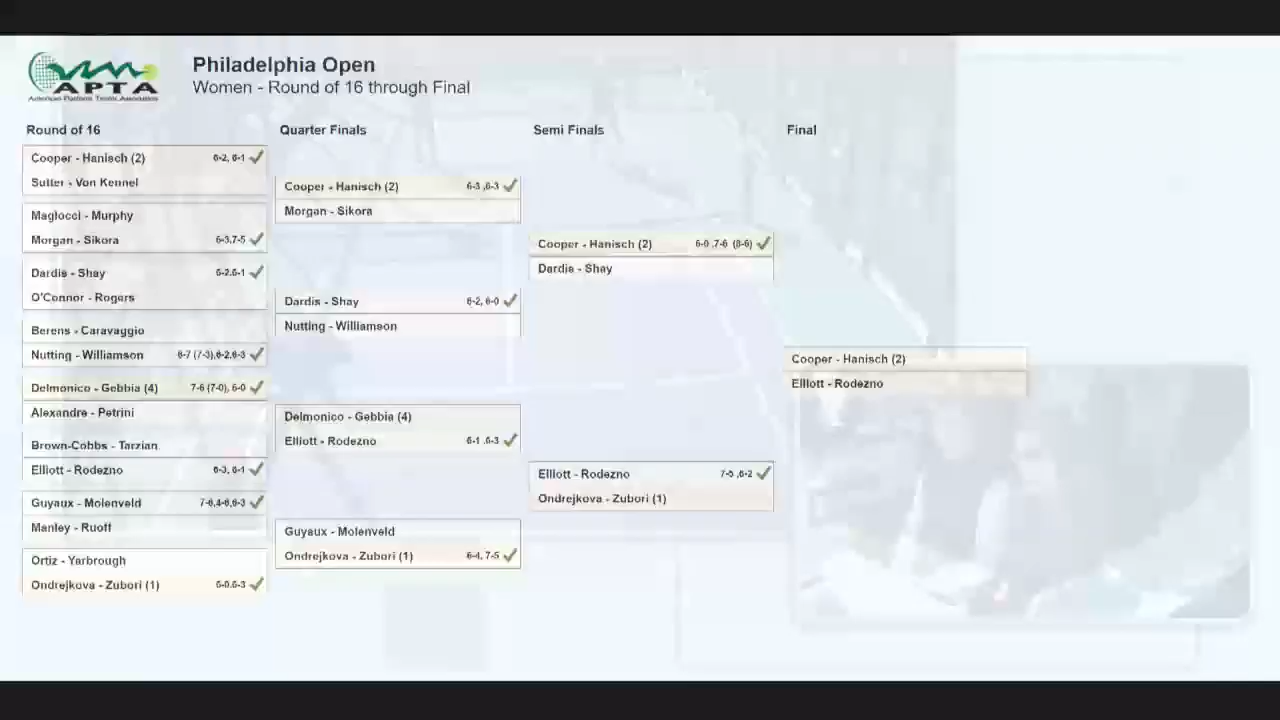 APTA
American Platform Tennis Association
Philadelphia Open
Women - Round of 16 through Final
Round of 16
Quarter Finals
Semi Finals
Final
Cooper - Hanisch (2) 6-2, 6-1
Sutter - Von Kennel
Maglocci - Murphy
Morgan - Sikora 6-3,7-5
Dardis - Shay 6-2,6-1
O'Connor - Rogers
Berens - Caravaggio
Nutting - Williamson 6-7 (7-3),6-2,6-3
Delmonico - Gebbia (4) 7-6 (7-0), 6-0
Alexandre - Petrini
Brown-Cobbs - Tarzian
Elliott - Rodezno 6-3, 6-1
Guyaux - Molenveld 7-6,4-6,6-3
Manley - Ruoff
Ortiz - Yarbrough
Ondrejkova - Zubori (1) 6-0,6-3
Cooper - Hanisch (2) 6-3 ,6-3
Morgan - Sikora
Dardis - Shay 6-2, 6-0
Nutting - Williamson
Delmonico - Gebbia (4)
Elliott - Rodezno 6-1 ,6-3
Guyaux - Molenveld
Ondrejkova - Zubori (1) 6-4, 7-5
Cooper - Hanisch (2) 6-0 ,7-6 (8-6)
Dardis - Shay
Elliott - Rodezno 7-5 ,6-2
Ondrejkova - Zubori (1)
Cooper - Hanisch (2)
Elliott - Rodezno